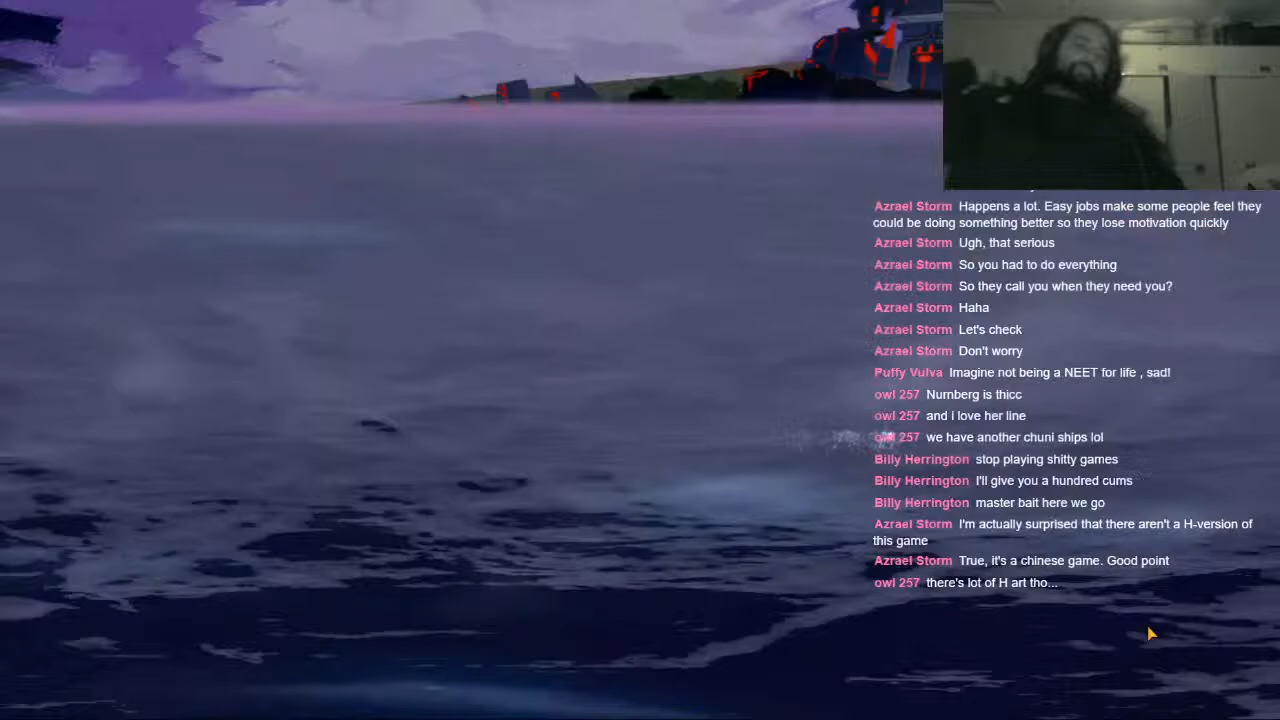 Azrael Storm Happens a lot. Easy jobs make some people feel they
could be doing something better so they lose motivation quickly
Azrael Storm Ugh, that serious
Azrael Storm So you had to do everything
Azrael Storm So they call you when they need you?
Azrael Storm Haha
Azrael Storm Let's check
Azrael Storm Don't worry
Puffy Vulva Imagine not being a NEET for life , sad!
owl 257 Nurnberg is thicc
owl 257 and i love her line
owl 257 we have another chuni ships lol
Billy Herrington stop playing shitty games
Billy Herrington I'll give you a hundred cums
Billy Herrington master bait here we go
Azrael Storm I'm actually surprised that there aren't a H-version of
this game
Azrael Storm True, it's a chinese game. Good point
owl 257 there's lot of H art tho...